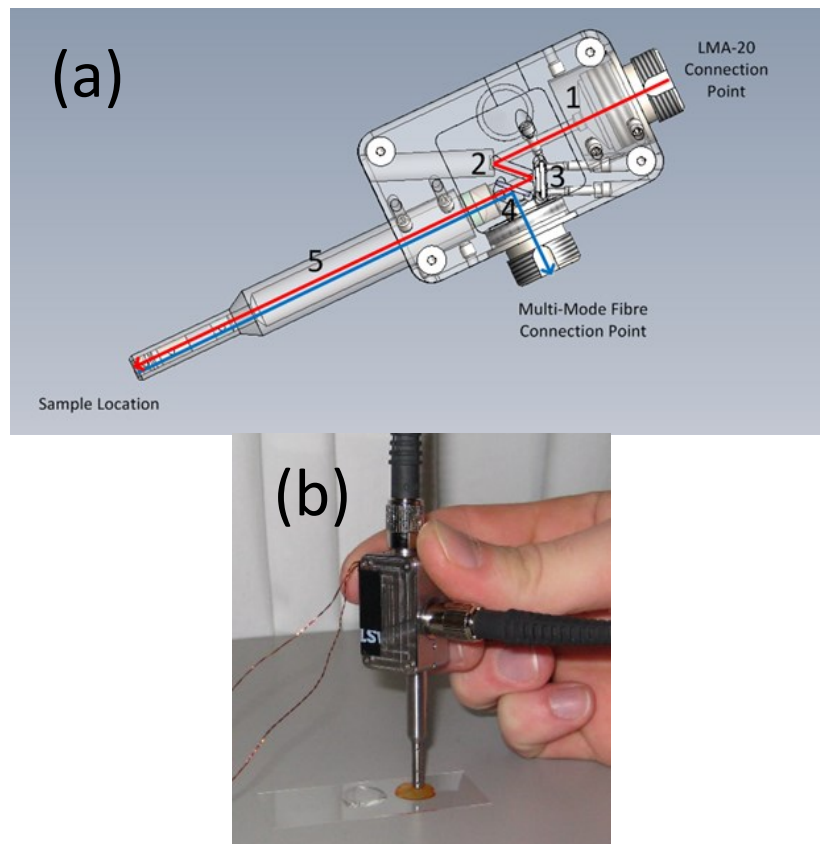 (a)
LMA-20
Connection
Point
1
2
3
4
5
Multi-Mode Fibre
Connection Point
Sample Location
(b)